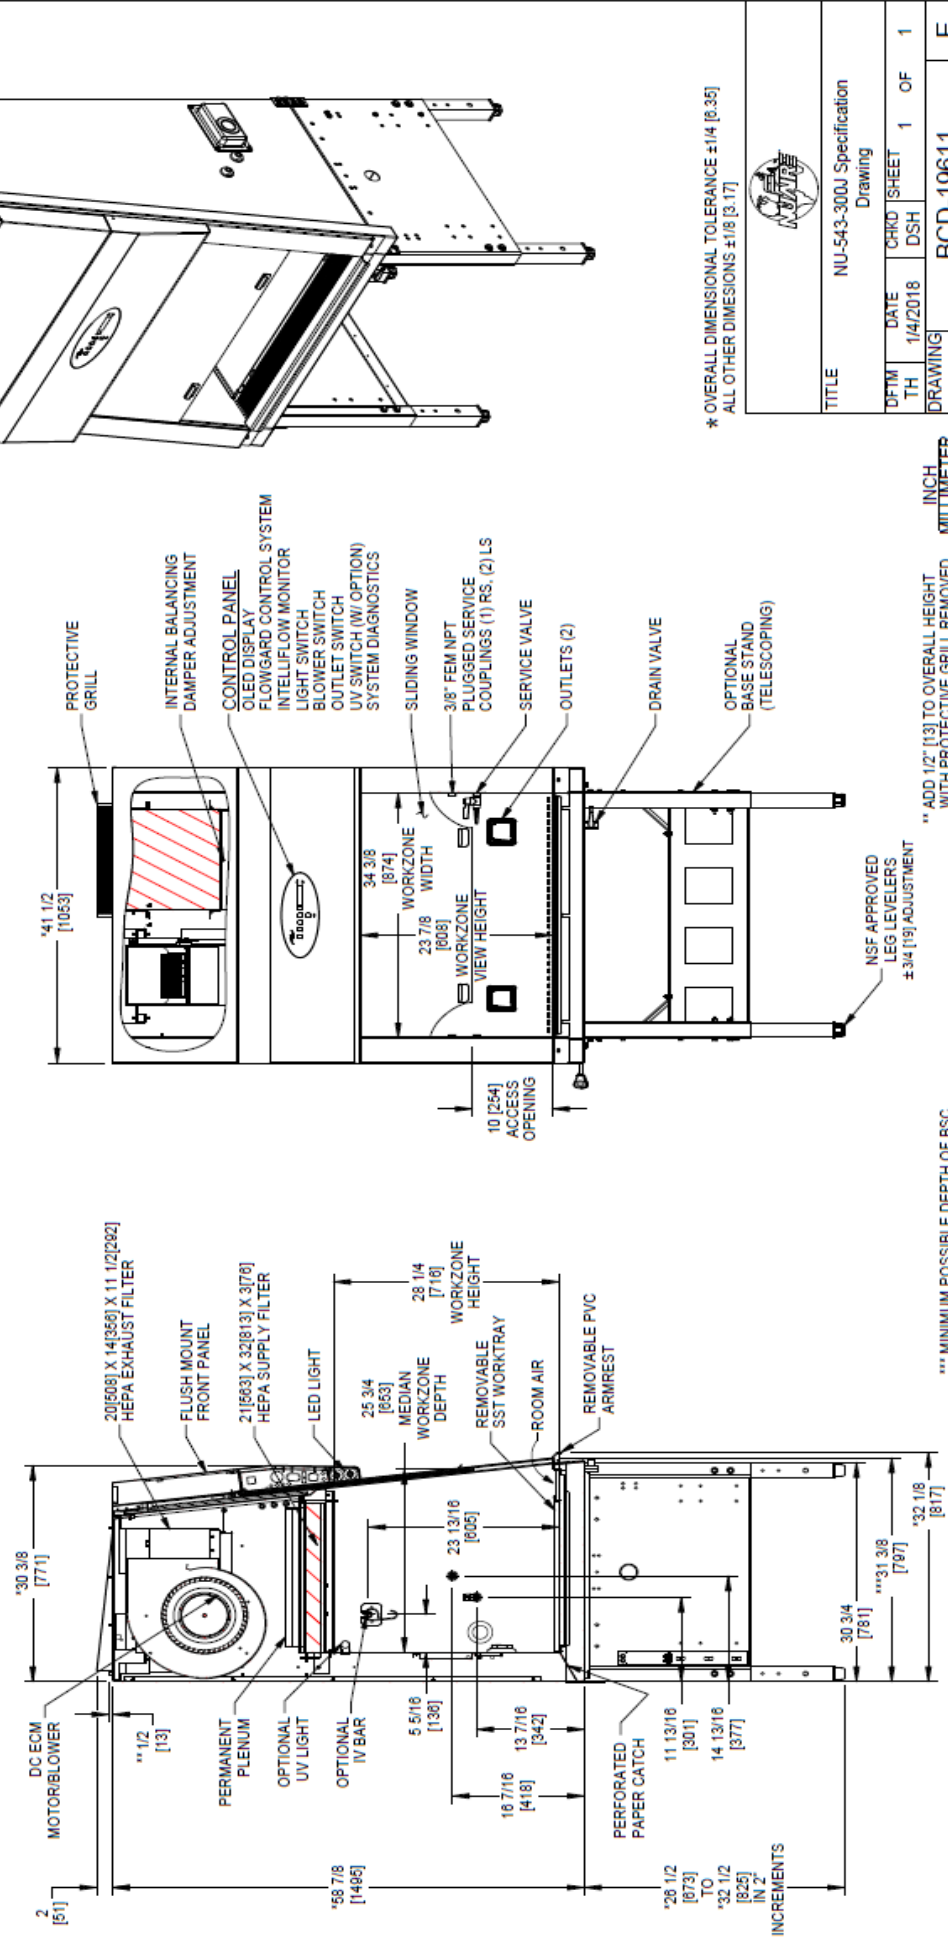 2
[51]
DC ECM
MOTOR/BLOWER
** 1/2
[13]
*30 3/8
[771]
20[508] X 14[356] X 11 1/2[292]
HEPA EXHAUST FILTER
FLUSH MOUNT
FRONT PANEL
21[563] X 32[813] X 3[76]
HEPA SUPPLY FILTER
LED LIGHT
PERMANENT
PLENUM
OPTIONAL
UV LIGHT
OPTIONAL
IV BAR
*58 7/8
[1495]
5 5/16
[136]
25 3/4
[653]
MEDIAN
WORKZONE
DEPTH
28 1/4
[716]
WORKZONE
HEIGHT
23 13/16
[605]
REMOVABLE
SST WORKTRAY
ROOM AIR
REMOVABLE PVC
ARMREST
16 7/16
[418]
13 7/16
[342]
PERFORATED
PAPER CATCH
11 13/16
[301]
14 13/16
[377]
30 3/4
[781]
***31 3/8
[797]
*32 1/8
[817]
*26 1/2
[673]
TO
*32 1/2
[825]
IN 2"
INCREMENTS
*41 1/2
[1053]
PROTECTIVE
GRILL
INTERNAL BALANCING
DAMPER ADJUSTMENT
CONTROL PANEL
OLED DISPLAY
FLOWGARD CONTROL SYSTEM
INTELLIFLOW MONITOR
LIGHT SWITCH
BLOWER SWITCH
OUTLET SWITCH
UV SWITCH (W/ OPTION)
SYSTEM DIAGNOSTICS
34 3/8
[874]
WORKZONE
WIDTH
23 7/8
[608]
WORKZONE
VIEW HEIGHT
10 [254]
ACCESS
OPENING
SLIDING WINDOW
3/8" FEM NPT
PLUGGED SERVICE
COUPLINGS (1) RS, (2) LS
SERVICE VALVE
OUTLETS (2)
DRAIN VALVE
OPTIONAL
BASE STAND
(TELESCOPING)
NSF APPROVED
LEG LEVELERS
±3/4 [19] ADJUSTMENT
*** MINIMUM POSSIBLE DEPTH OF BSC
** ADD 1/2" [13] TO OVERALL HEIGHT
WITH PROTECTIVE GRILL REMOVED
INCH
MILLIMETER
* OVERALL DIMENSIONAL TOLERANCE ±1/4 [6.35]
ALL OTHER DIMESIONS ±1/8 [3.17]
NUAIRE
TITLE
NU-543-300J Specification
Drawing
DFTM DATE CHKD SHEET 1 OF 1
TH 1/4/2018 DSH
DRAWING BCD-19611